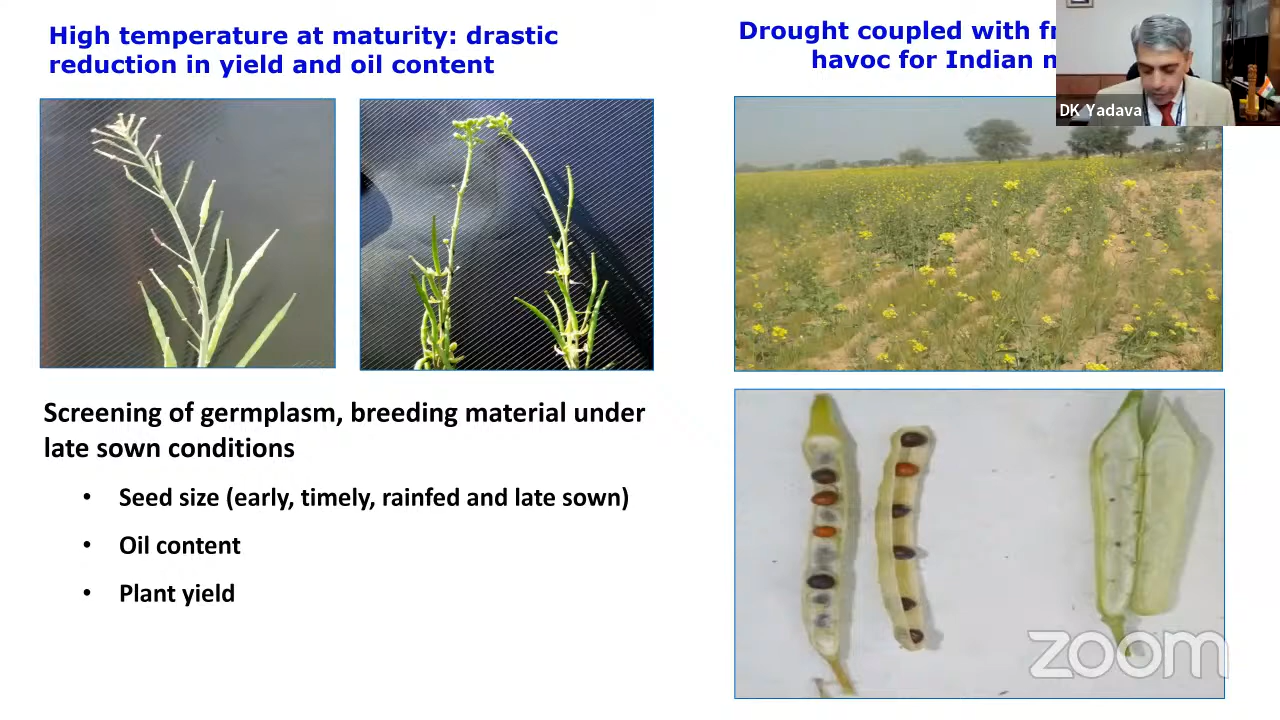 High temperature at maturity: drastic
reduction in yield and oil content
Drought coupled with
havoc for Indian
DK Yadava
Screening of germplasm, breeding material under
late sown conditions
• Seed size (early, timely, rainfed and late sown)
• Oil content
• Plant yield
zoom